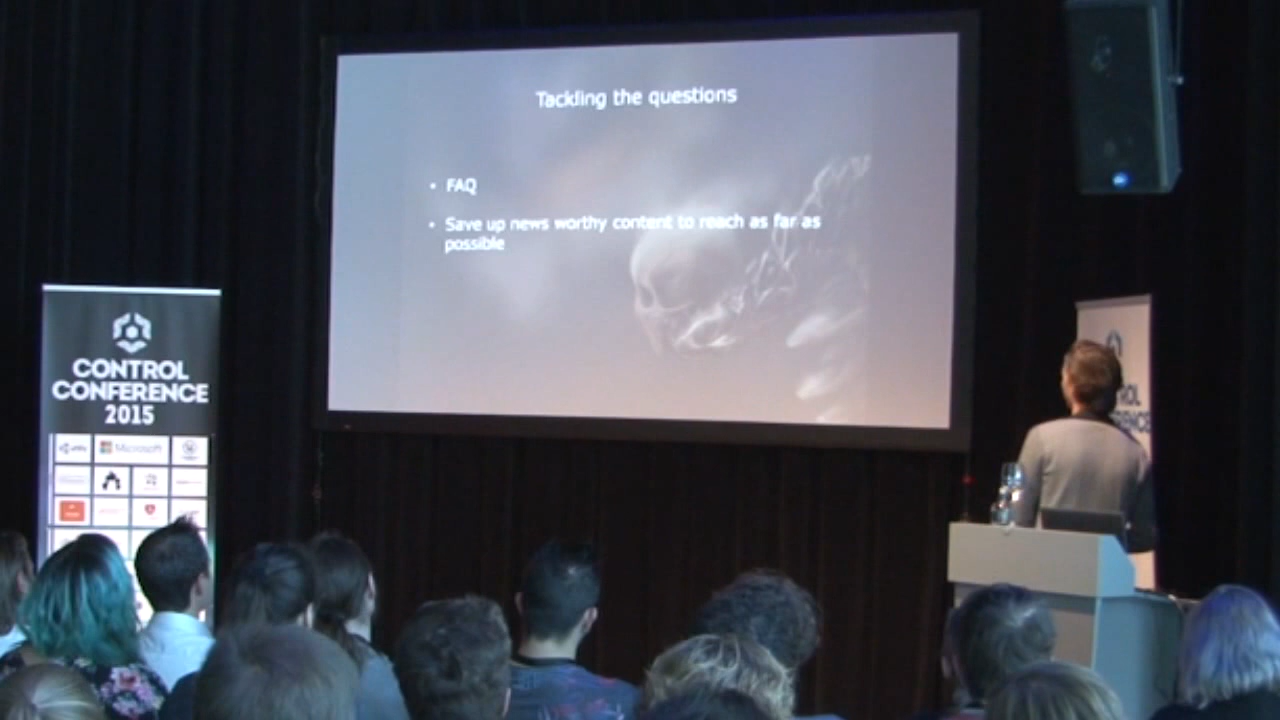 Tackling the questions
• FAQ
• Save up news worthy content to reach as far as
possible
CONTROL
CONFERENCE
2015
Microsoft